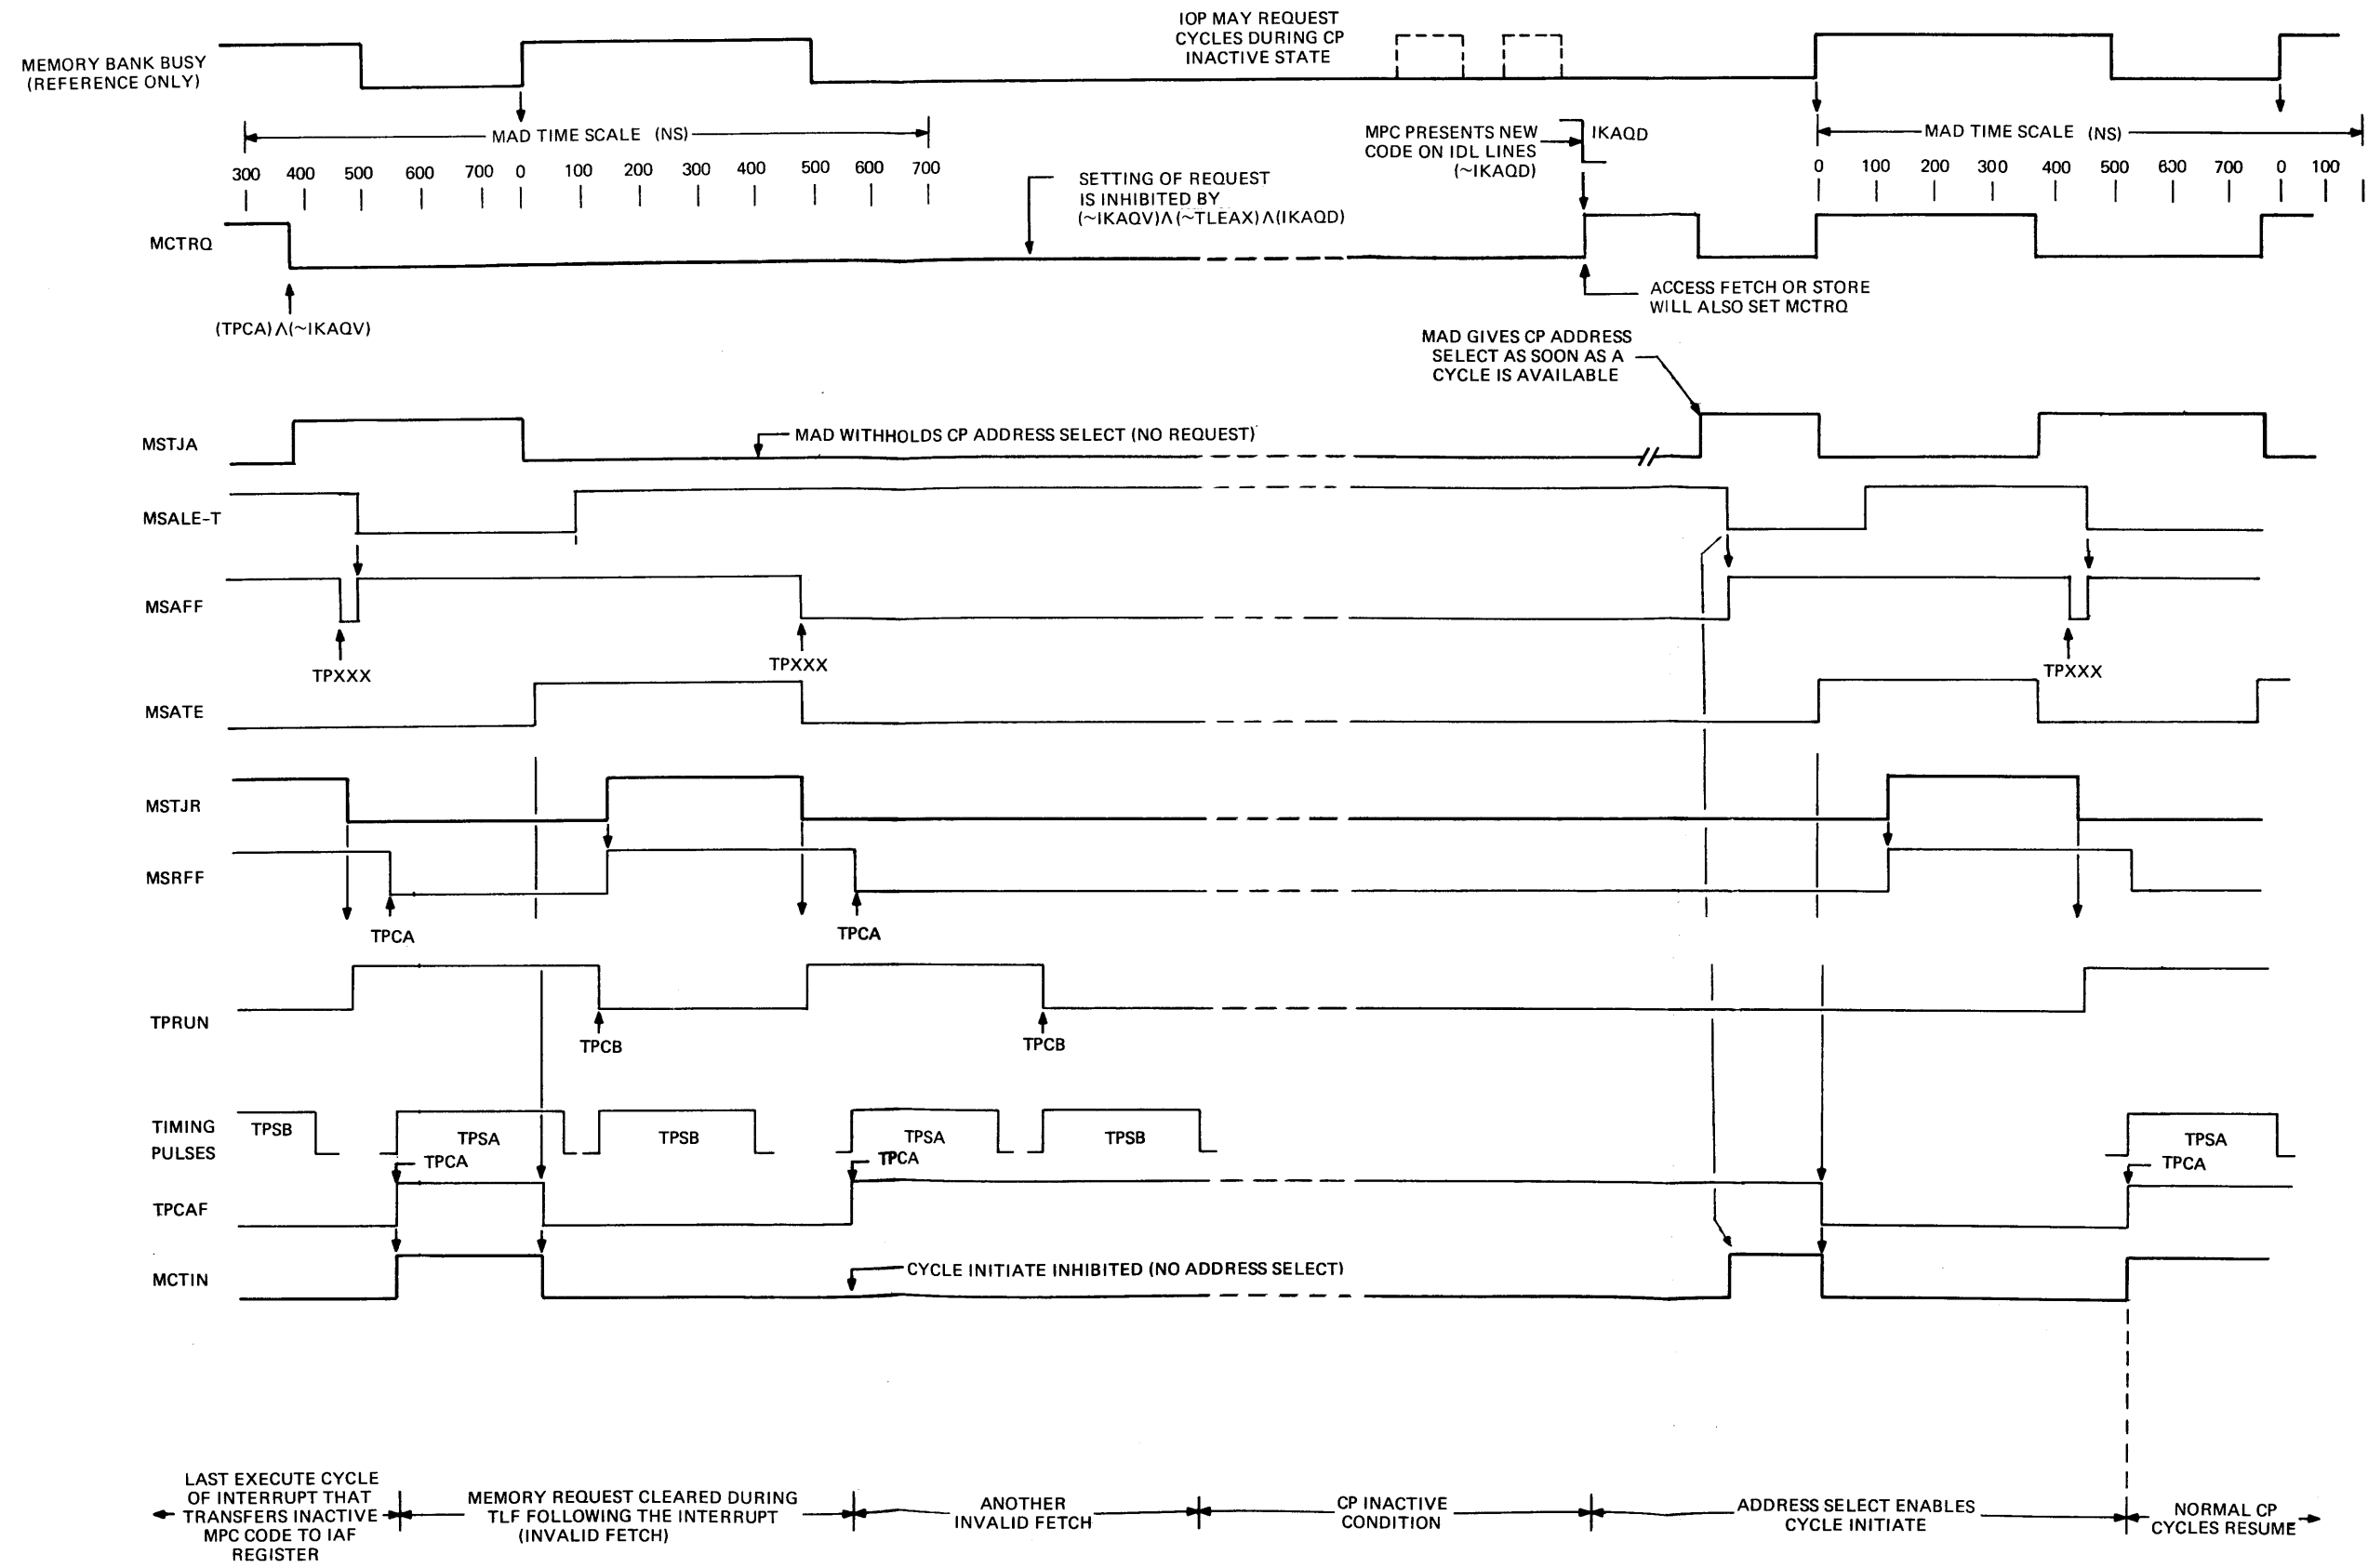 IOP MAY REQUEST
CYCLES DURING CP
INACTIVE STATE
MEMORY BANK BUSY
(REFERENCE ONLY)
MAD TIME SCALE (NS)
MPC PRESENTS NEW
CODE ON IDL LINES
(~IKAQD)
IKAQD
MAD TIME SCALE (NS)
300 400 500 600 700 0 100 200 300 400 500 600 700
0 100 200 300 400 500 600 700 0 100
SETTING OF REQUEST
IS INHIBITED BY
(~IKAQV)Λ(~TLEAX)Λ(IKAQD)
MCTRQ
ACCESS FETCH OR STORE
WILL ALSO SET MCTRQ
(TPCA)Λ(~IKAQV)
MAD GIVES CP ADDRESS
SELECT AS SOON AS A
CYCLE IS AVAILABLE
MSTJA
MAD WITHHOLDS CP ADDRESS SELECT (NO REQUEST)
MSALE-T
MSAFF
TPXXX TPXXX TPXXX
MSATE
MSTJR
MSRFF
TPCA TPCA
TPRUN
TPCB TPCB
TIMING
PULSES
TPSB TPSA TPSB TPSA TPSB TPSA
TPCA TPCA TPCA
TPCAF
MCTIN
CYCLE INITIATE INHIBITED (NO ADDRESS SELECT)
LAST EXECUTE CYCLE
OF INTERRUPT THAT
TRANSFERS INACTIVE
MPC CODE TO IAF
REGISTER
MEMORY REQUEST CLEARED DURING
TLF FOLLOWING THE INTERRUPT
(INVALID FETCH)
ANOTHER
INVALID FETCH
CP INACTIVE
CONDITION
ADDRESS SELECT ENABLES
CYCLE INITIATE
NORMAL CP
CYCLES RESUME